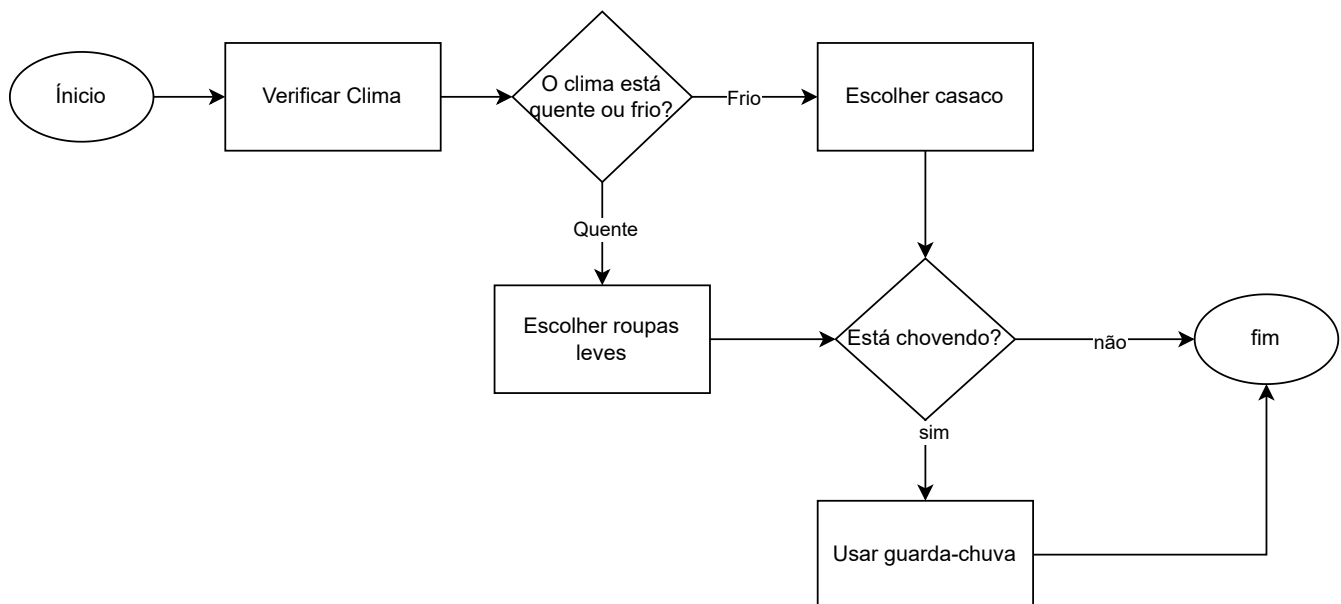 Ínicio
Verificar Clima
O clima está
quente ou frio?
Frio
Escolher casaco
Quente
Escolher roupas
leves
Está chovendo?
não
fim
sim
Usar guarda-chuva